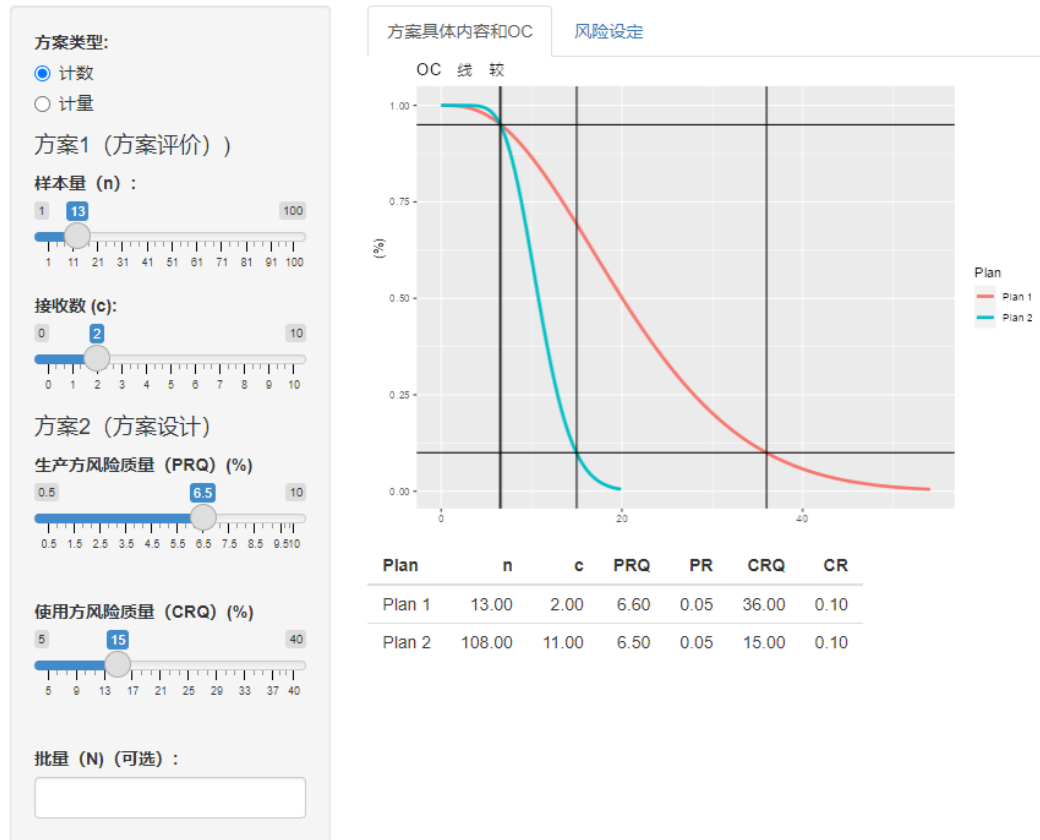 方案类型:
计数
计量
方案1（方案评价））
样本量（n）:
1 13 100
1 11 21 31 41 51 61 71 81 91 100
接收数 (c):
0 2 10
0 1 2 3 4 5 6 7 8 9 10
方案2（方案设计）
生产方风险质量（PRQ）(%)
0.5 6.5 10
0.5 1.5 2.5 3.5 4.5 5.5 6.5 7.5 8.5 9.510
使用方风险质量（CRQ）(%)
5 15 40
5 9 13 17 21 25 29 33 37 40
批量（N)（可选）:
方案具体内容和OC 风险设定
OC 线 较
1.00
0.75
(%)
0.50
0.25
0.00
0 20 40
Plan
Plan 1
Plan 2
Plan n c PRQ PR CRQ CR
Plan 1 13.00 2.00 6.60 0.05 36.00 0.10
Plan 2 108.00 11.00 6.50 0.05 15.00 0.10